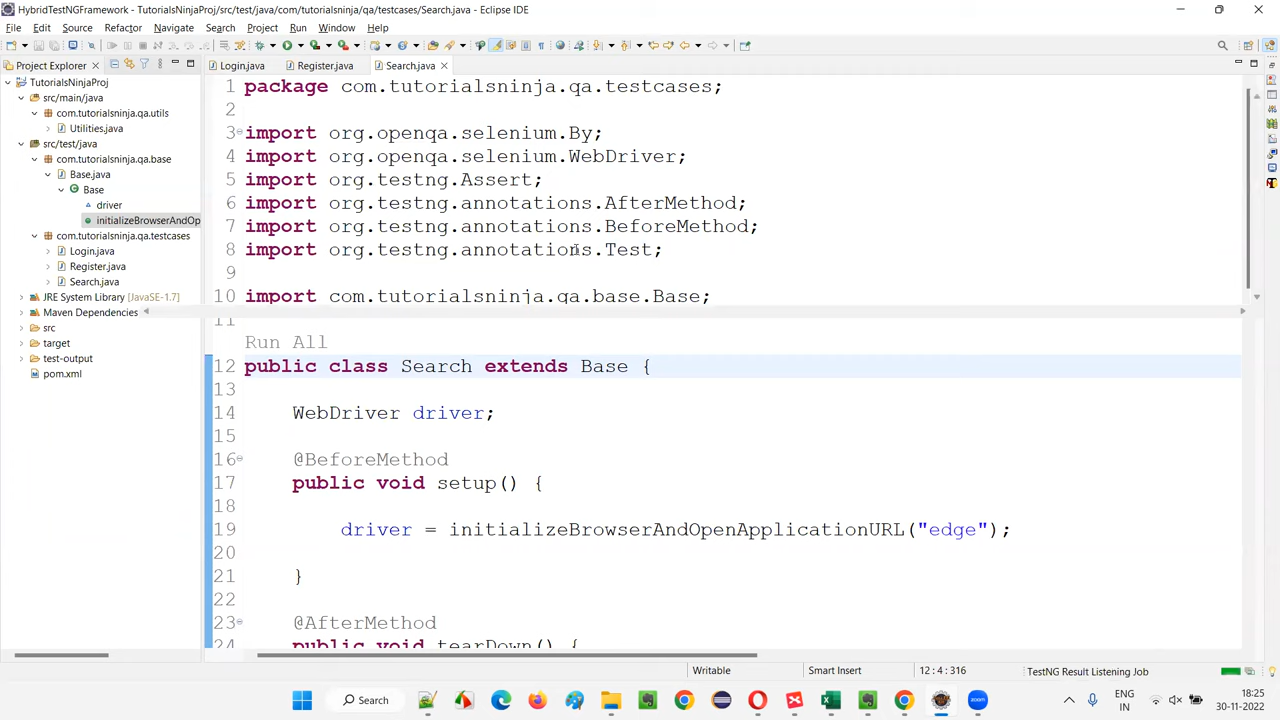 HybridTestNGFramework - TutorialsNinjaProj/src/test/java/com/tutorialsninja/qa/testcases/Search.java - Eclipse IDE
File Edit Source Refactor Navigate Search Project Run Window Help
Project Explorer
Login.java
Register.java
Search.java
TutorialsNinjaProj
src/main/java
com.tutorialsninja.qa.utils
Utilities.java
src/test/java
com.tutorialsninja.qa.base
Base.java
Base
driver
initializeBrowserAndOp
com.tutorialsninja.qa.testcases
Login.java
Register.java
Search.java
JRE System Library [JavaSE-1.7]
Maven Dependencies
src
target
test-output
pom.xml
1 package com.tutorialsninja.qa.testcases;
2
3 import org.openqa.selenium.By;
4 import org.openqa.selenium.WebDriver;
5 import org.testng.Assert;
6 import org.testng.annotations.AfterMethod;
7 import org.testng.annotations.BeforeMethod;
8 import org.testng.annotations.Test;
9
10 import com.tutorialsninja.qa.base.Base;
11
Run All
12 public class Search extends Base {
13
14 WebDriver driver;
15
16 @BeforeMethod
17 public void setup() {
18
19 driver = initializeBrowserAndOpenApplicationURL("edge");
20
21 }
22
23 @AfterMethod
24 public void tearDown() {
Writable
Smart Insert
12:4:316
TestNG Result Listening Job
Search
ENG
IN
18:25
30-11-2022